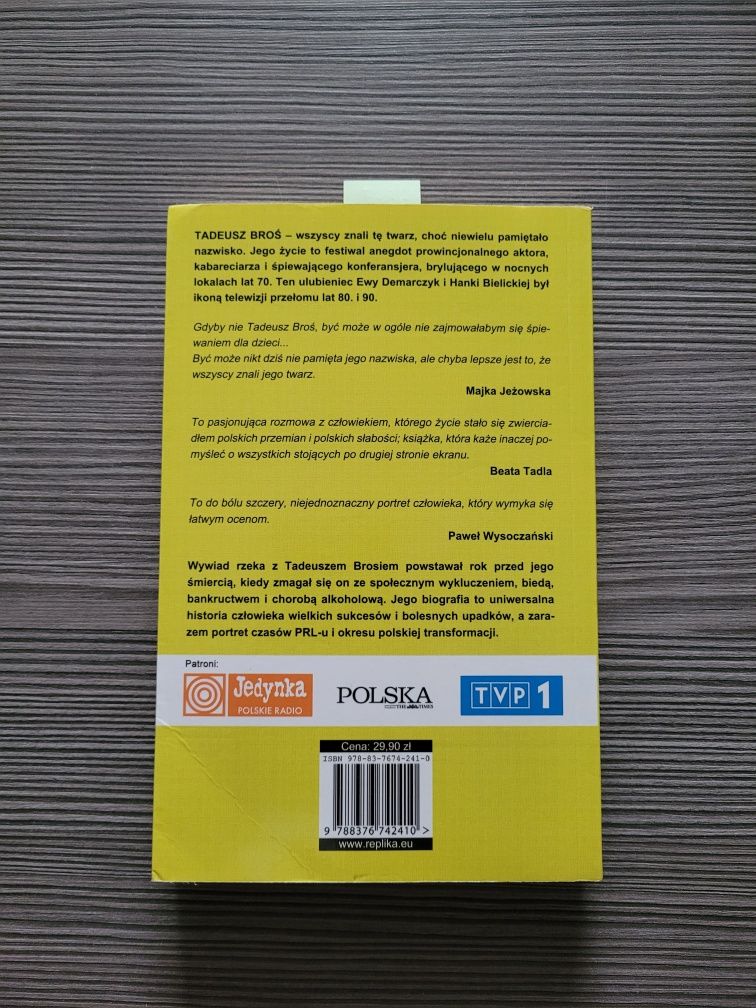 TADEUSZ BROŚ – wszyscy znali tę twarz, choć niewielu pamiętało
nazwisko. Jego życie to festiwal anegdot prowincjonalnego aktora,
kabareciarza i śpiewającego konferansjera, brylującego w nocnych
lokalach lat 70. Ten ulubieniec Ewy Demarczyk i Hanki Bielickiej był
ikoną telewizji przełomu lat 80. i 90.
Gdyby nie Tadeusz Broś, być może w ogóle nie zajmowałabym się śpie-
waniem dla dzieci...
Być może nikt dziś nie pamięta jego nazwiska, ale chyba lepsze jest to, że
wszyscy znali jego twarz.
Majka Jeżowska
To pasjonująca rozmowa z człowiekiem, którego życie stało się zwiercia-
dłem polskich przemian i polskich słabości; książka, która każe inaczej po-
myśleć o wszystkich stojących po drugiej stronie ekranu.
Beata Tadla
To do bólu szczery, niejednoznaczny portret człowieka, który wymyka się
łatwym ocenom.
Paweł Wysoczański
Wywiad rzeka z Tadeuszem Brosiem powstawał rok przed jego
śmiercią, kiedy zmagał się on ze społecznym wykluczeniem, biedą,
bankructwem i chorobą alkoholową. Jego biografia to uniwersalna
historia człowieka wielkich sukcesów i bolesnych upadków, a zara-
zem portret czasów PRL-u i okresu polskiej transformacji.
Patroni:
Jedynka
POLSKIE RADIO
POLSKA
THE TIMES
TVP 1
Cena: 29,90 zł
ISBN 978-83-7674-241-0
9 788376 742410 >
www.replika.eu